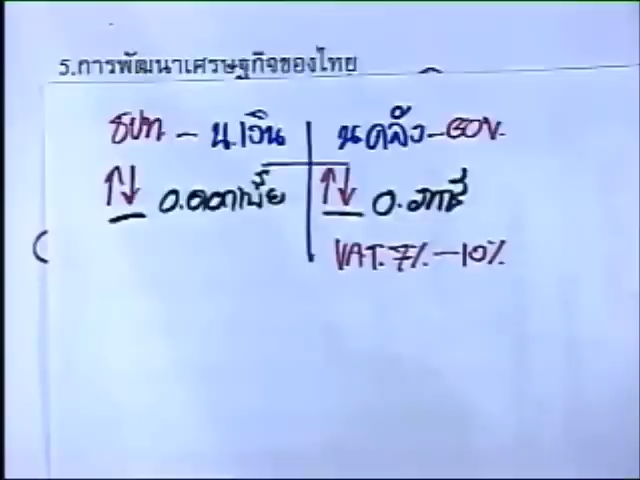 5.การพัฒนาเศรษฐกิจของไทย
ธปท - น.เงิน
น คลัง - GOV.
อ.ดอกเบี้ย
อ.ภาษี
VAT. 7% - 10%